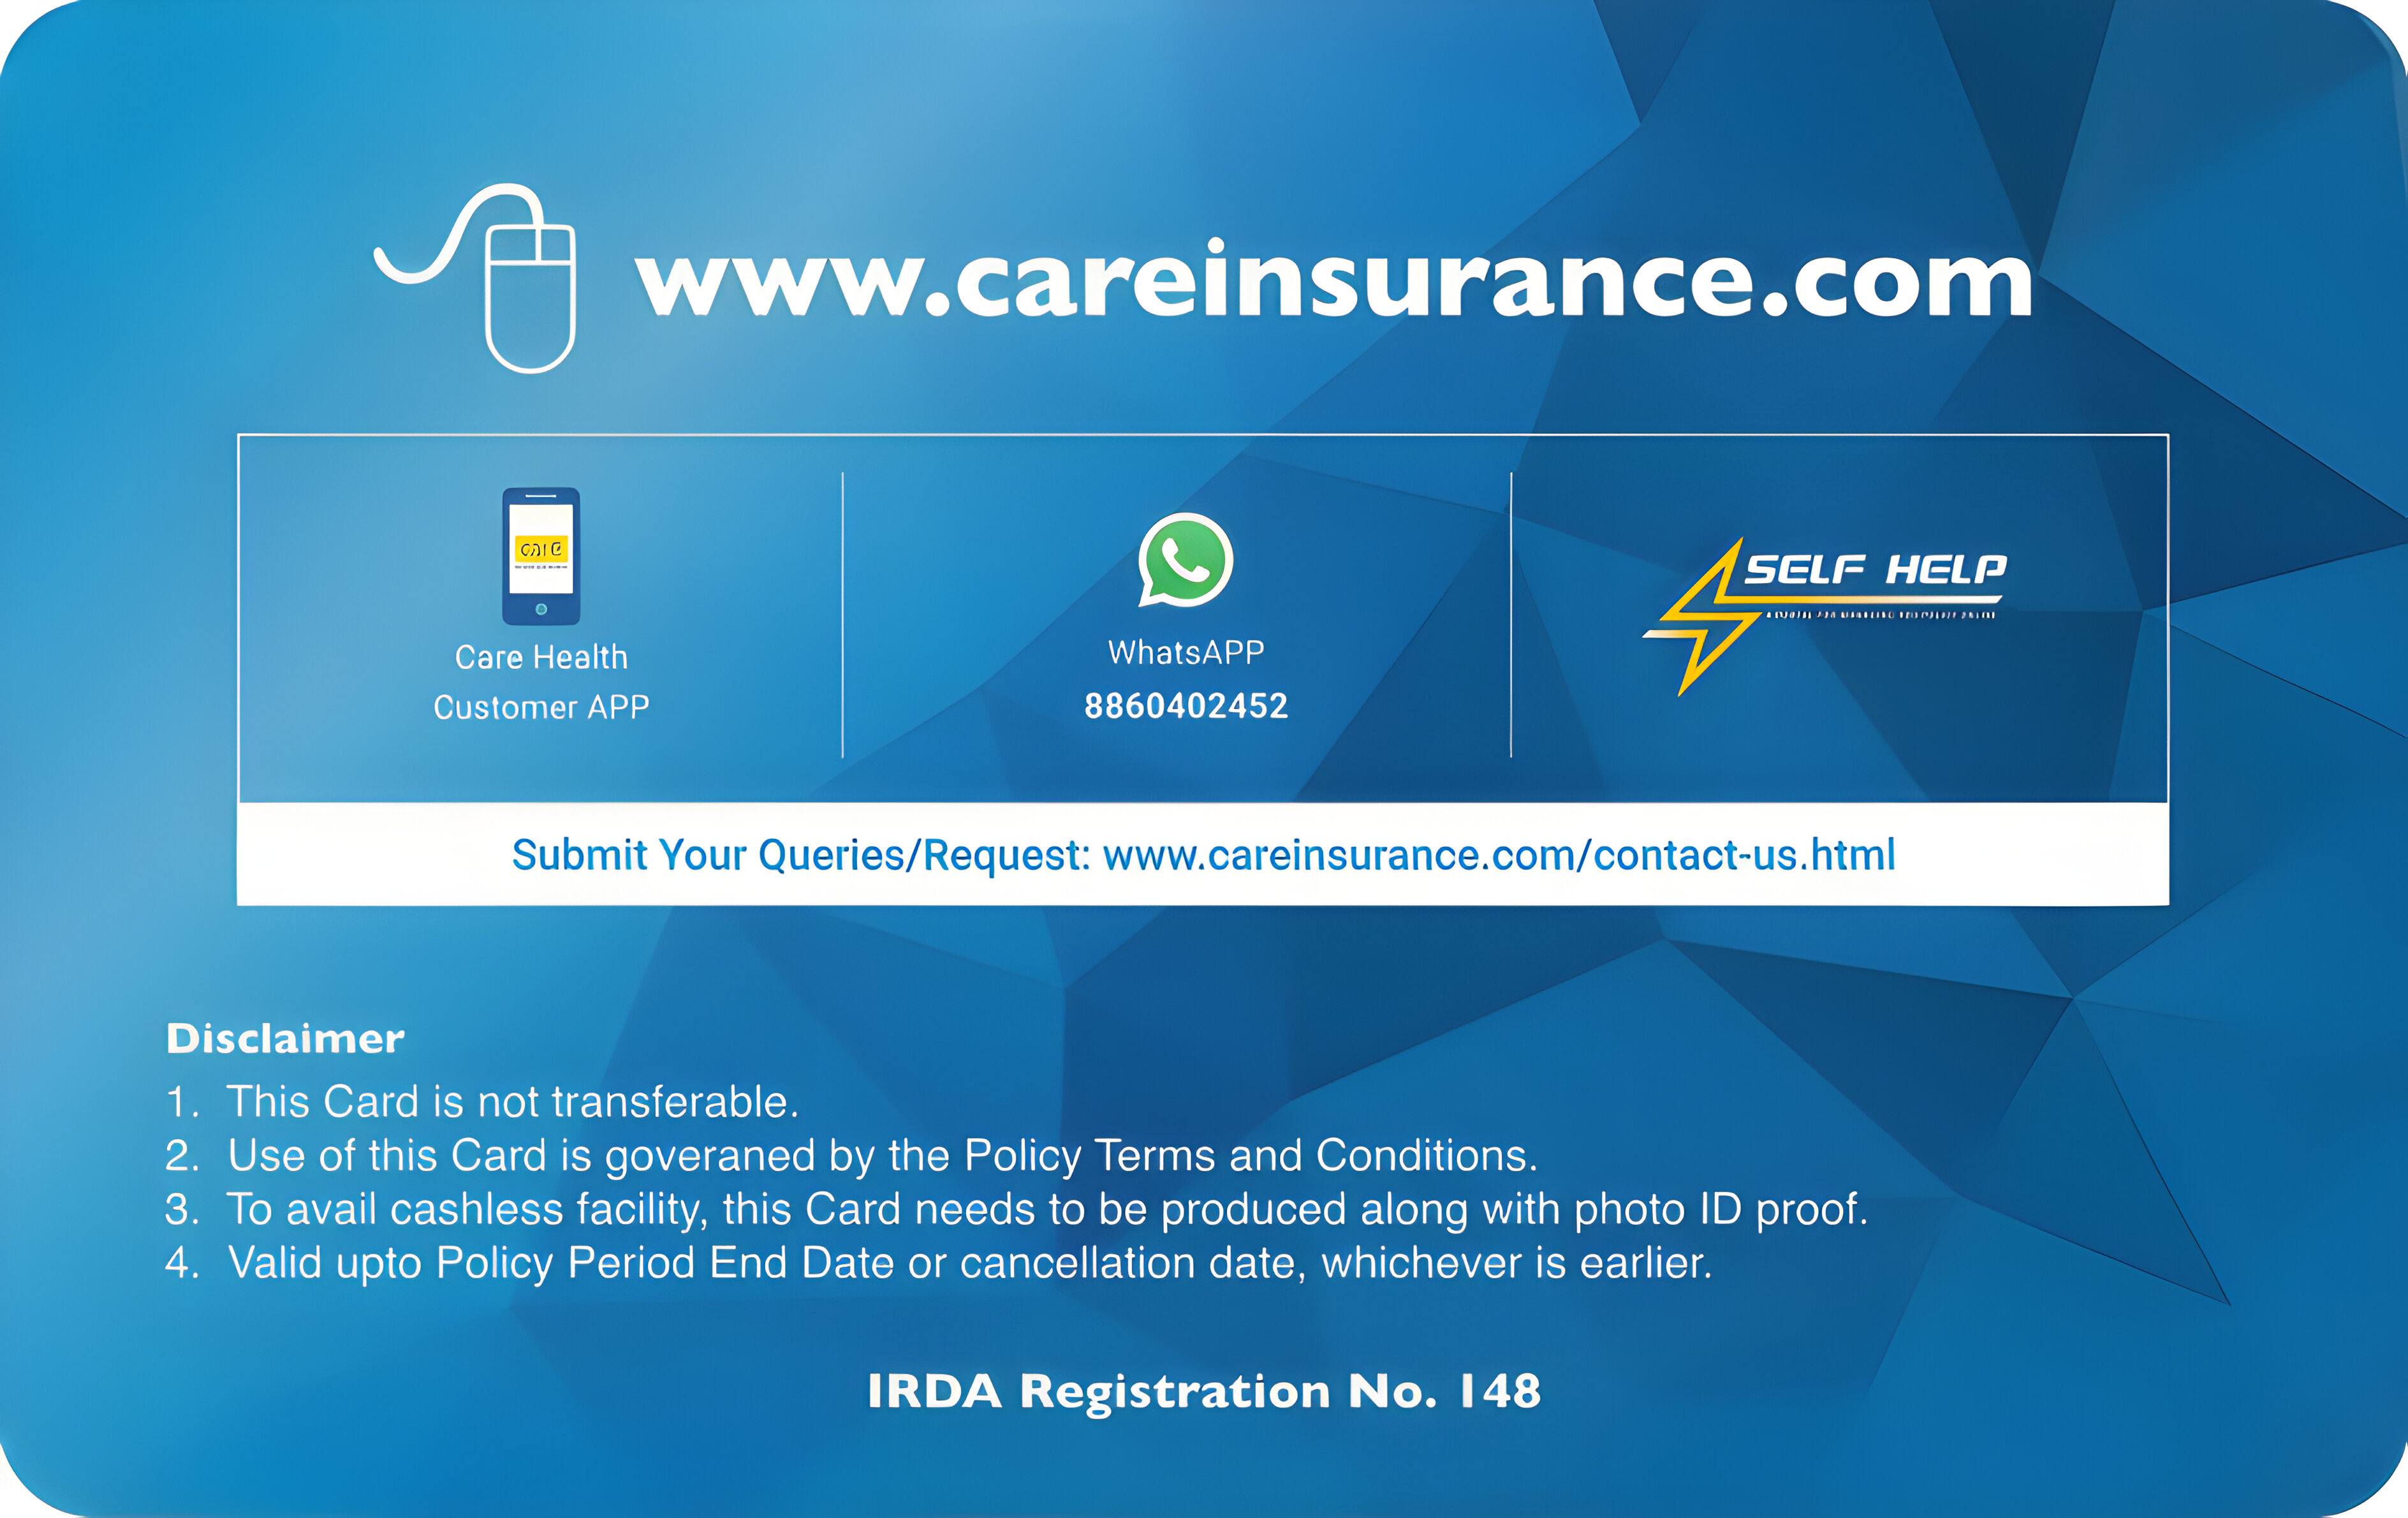 www.careinsurance.com
care
Care Health
Customer APP
WhatsAPP
8860402452
SELF HELP
Submit Your Queries/Request: www.careinsurance.com/contact-us.html
Disclaimer
1. This Card is not transferable.
2. Use of this Card is goveraned by the Policy Terms and Conditions.
3. To avail cashless facility, this Card needs to be produced along with photo ID proof.
4. Valid upto Policy Period End Date or cancellation date, whichever is earlier.
IRDA Registration No. 148